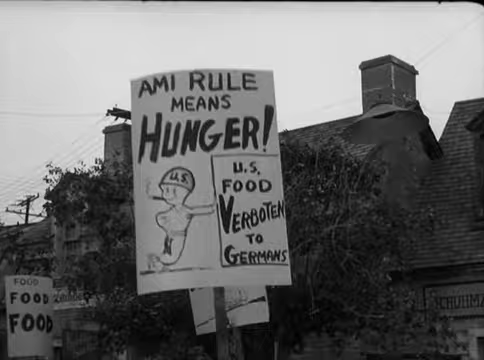 AMI RULE
MEANS
HUNGER!
U.S.
U.S.
FOOD
VERBOTEN
TO
GERMANS
FOOD
FOOD
FOOD